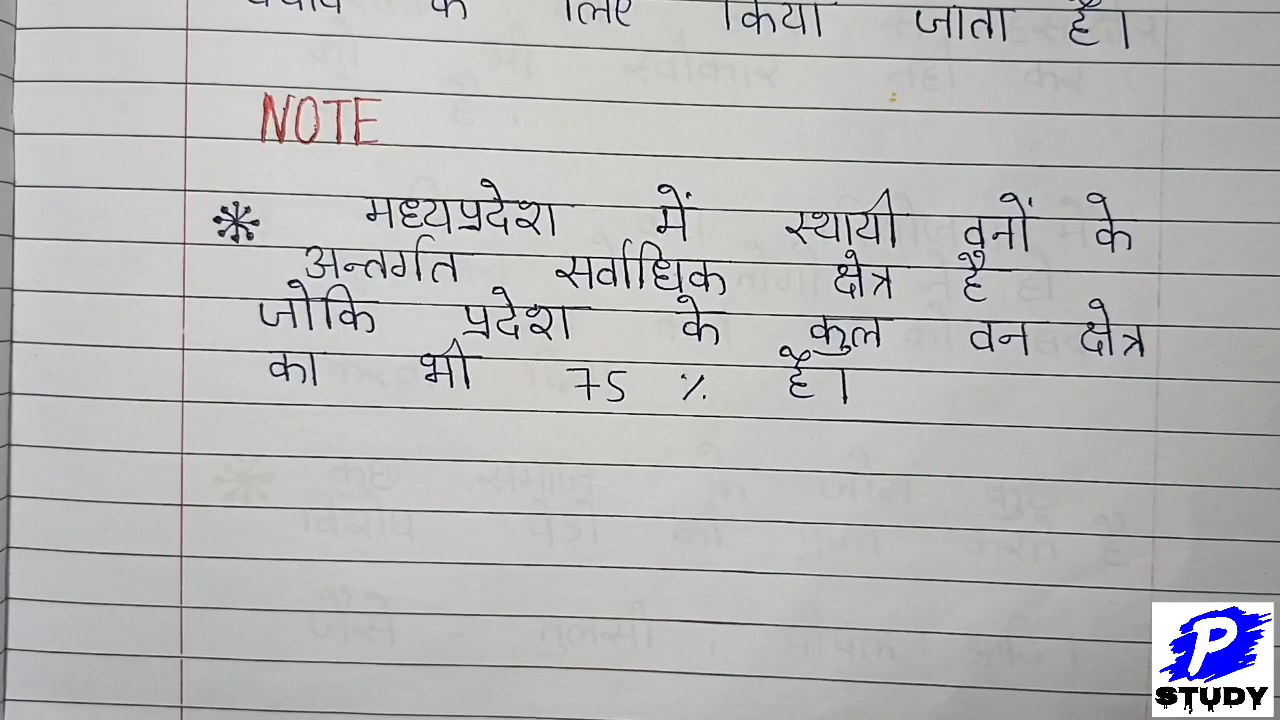 के लिए किया जाता है।
NOTE
* मध्यप्रदेश में स्थायी वनों के
अन्तर्गत सर्वाधिक क्षेत्र है
जोकि प्रदेश के कुल वन क्षेत्र
का भी 75 % है।
P
STUDY